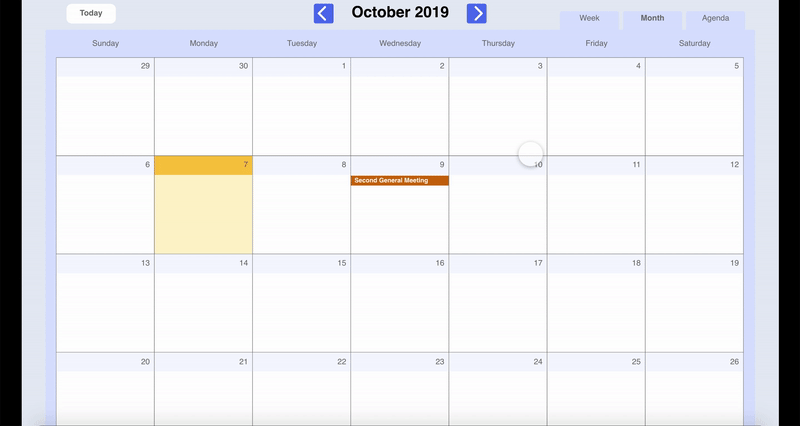 Today
October 2019
Week Month Agenda
Sunday Monday Tuesday Wednesday Thursday Friday Saturday
29 30 1 2 3 4 5
6 7 8 9 10 11 12
Second General Meeting
13 14 15 16 17 18 19
20 21 22 23 24 25 26